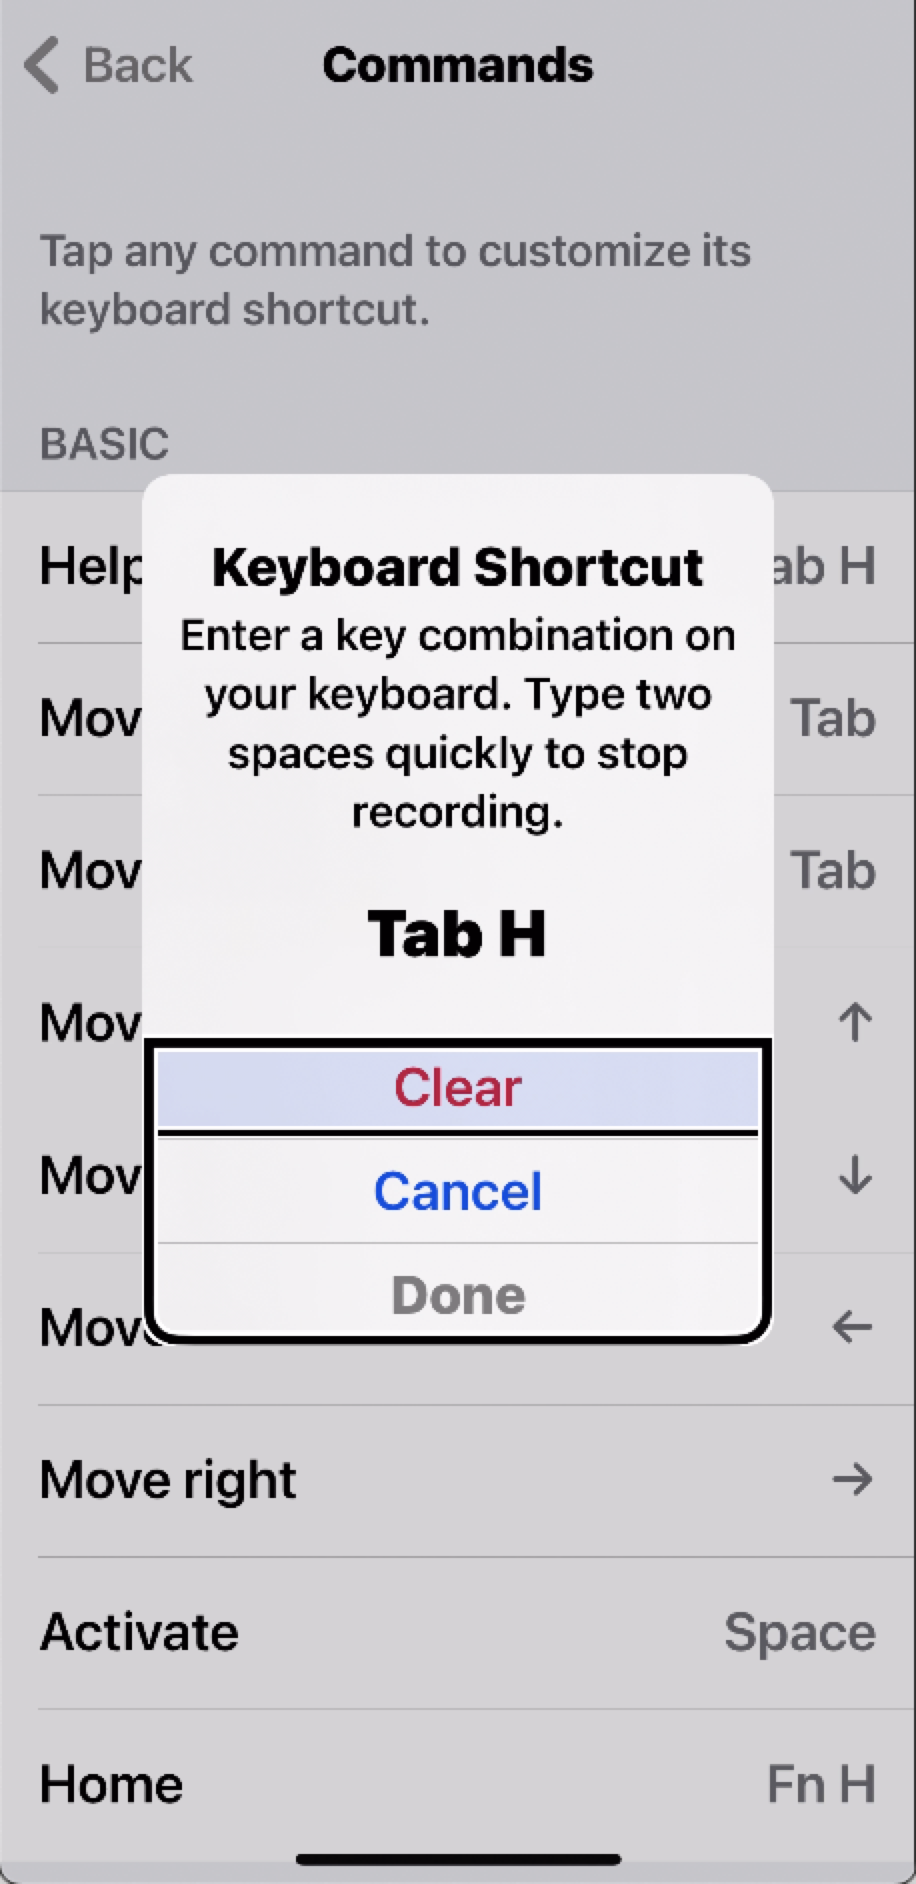 Back
Commands
Tap any command to customize its
keyboard shortcut.
BASIC
Help
ab H
Keyboard Shortcut
Enter a key combination on
your keyboard. Type two
spaces quickly to stop
recording.
Tab H
Clear
Cancel
Done
Mov
Tab
Mov
Tab
Mov
↑
Mov
↓
Move
←
Move right
→
Activate
Space
Home
Fn H